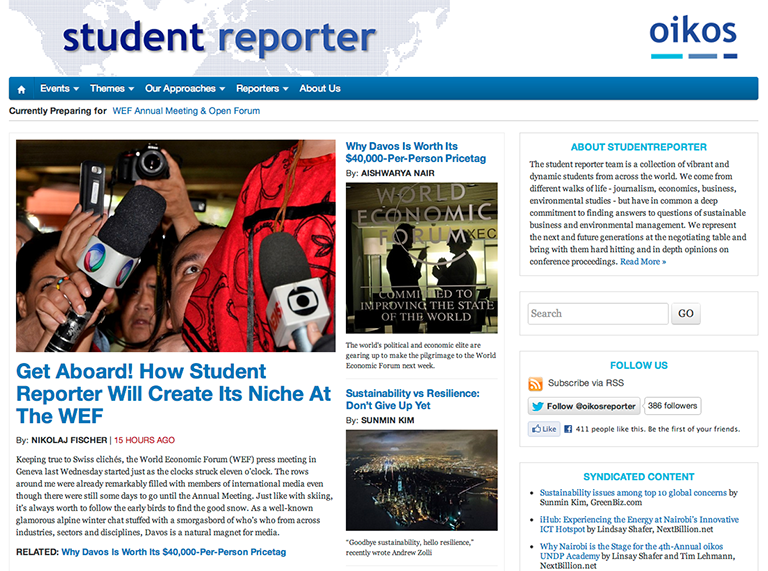 student reporter
oikos
Events
Themes
Our Approaches
Reporters
About Us
Currently Preparing for WEF Annual Meeting & Open Forum
Get Aboard! How Student
Reporter Will Create Its Niche At
The WEF
By: NIKOLAJ FISCHER | 15 HOURS AGO
Keeping true to Swiss clichés, the World Economic Forum (WEF) press meeting in
Geneva last Wednesday started just as the clocks struck eleven o'clock. The rows
around me were already remarkably filled with members of international media even
though there were still some days to go until the Annual Meeting. Just like with skiing,
it's always worth to follow the early birds to find the good snow. As a well-known
glamorous alpine winter chat stuffed with a smorgasbord of who's who from across
industries, sectors and disciplines, Davos is a natural magnet for media.
RELATED: Why Davos Is Worth Its $40,000-Per-Person Pricetag
Why Davos Is Worth Its
$40,000-Per-Person Pricetag
By: AISHWARYA NAIR
WORLD
ECONOMIC
FORUM
EXEC
COMMITTED TO
IMPROVING THE STATE
OF THE WORLD
The world's political and economic elite are
gearing up to make the pilgrimage to the World
Economic Forum next week.
Sustainability vs Resilience:
Don't Give Up Yet
By: SUNMIN KIM
"Goodbye sustainability, hello resilience,"
recently wrote Andrew Zolli
ABOUT STUDENTREPORTER
The student reporter team is a collection of vibrant and
dynamic students from across the world. We come from
different walks of life - journalism, economics, business,
environmental studies - but have in common a deep
commitment to finding answers to questions of sustainable
business and environmental management. We represent
the next and future generations at the negotiating table and
bring with them hard hitting and in depth opinions on
conference proceedings. Read More »
Search
GO
FOLLOW US
Subscribe via RSS
Follow @oikosreporter
386 followers
Like
411 people like this. Be the first of your friends.
SYNDICATED CONTENT
Sustainability issues among top 10 global concerns by
Sunmin Kim, GreenBiz.com
iHub: Experiencing the Energy at Nairobi's Innovative
ICT Hotspot by Lindsay Shafer, NextBillion.net
Why Nairobi is the Stage for the 4th-Annual oikos
UNDP Academy by Linsay Shafer and Tim Lehmann,
NextBillion.net